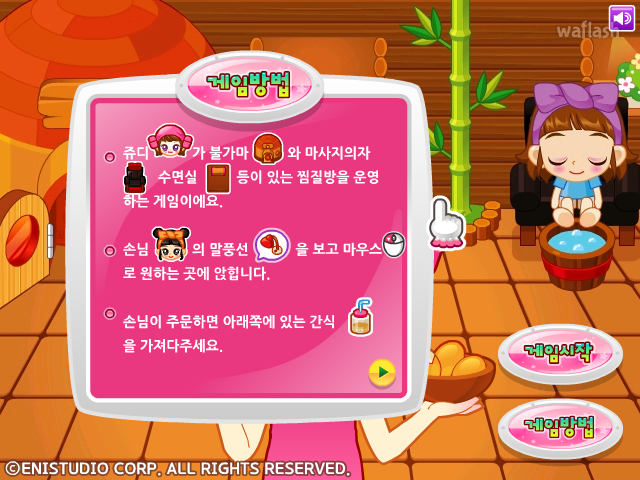 waflash
게임방법
쥬디 가 불가마 와 마사지의자
수면실 등이 있는 찜질방을 운영
하는 게임이에요.
손님 의 말풍선 을 보고 마우스
로 원하는 곳에 앉힙니다.
손님이 주문하면 아래쪽에 있는 간식
을 가져다주세요.
게임시작
게임방법
©ENISTUDIO CORP. ALL RIGHTS RESERVED.